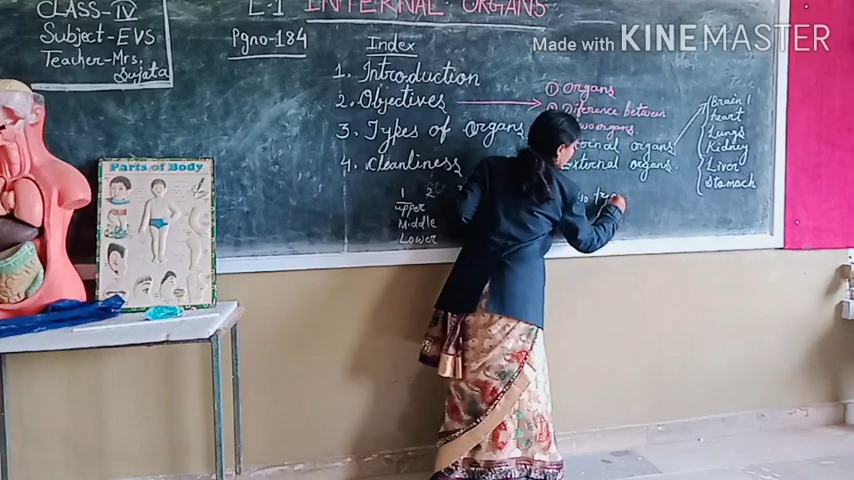 CLASS-IV
Subject-EVS
Teacher-Mrs,
Sujata
L-1 INTERNAL ORGANS
Pgno-184
Index
1. Introduction
2. Objectives
3. Types of Organs
4. Cleanliness
1
upper
Middle
Lower
① Organs
Diference between
organs.
organs
External organs.
Brain
heart
Lungs
Kidney
Liver
Stomach
Parts of Body
Made with KINEMASTER